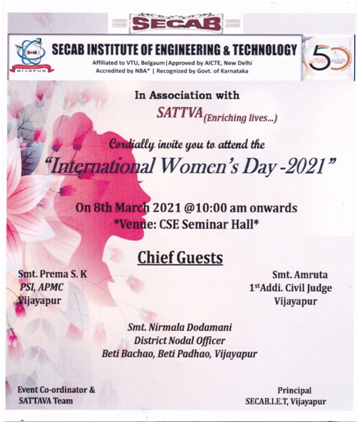 SECAB
SECAB INSTITUTE OF ENGINEERING & TECHNOLOGY
BIJAPUR
Affiliated to VTU, Belgaum|Approved by AICTE, New Delhi
Accredited by NBA* | Recognized by Govt. of Karnataka
50
In Association with
SATTVA(Enriching lives...)
Cordially invite you to attend the
"International Women's Day -2021"
On 8th March 2021 @10:00 am onwards
*Venue: CSE Seminar Hall*
Chief Guests
Smt. Prema S. K
PSI, APMC
Vijayapur
Smt. Amruta
1stAddi. Civil Judge
Vijayapur
Smt. Nirmala Dodamani
District Nodal Officer
Beti Bachao, Beti Padhao, Vijayapur
Event Co-ordinator &
SATTAVA Team
Principal
SECAB.I.E.T, Vijayapur